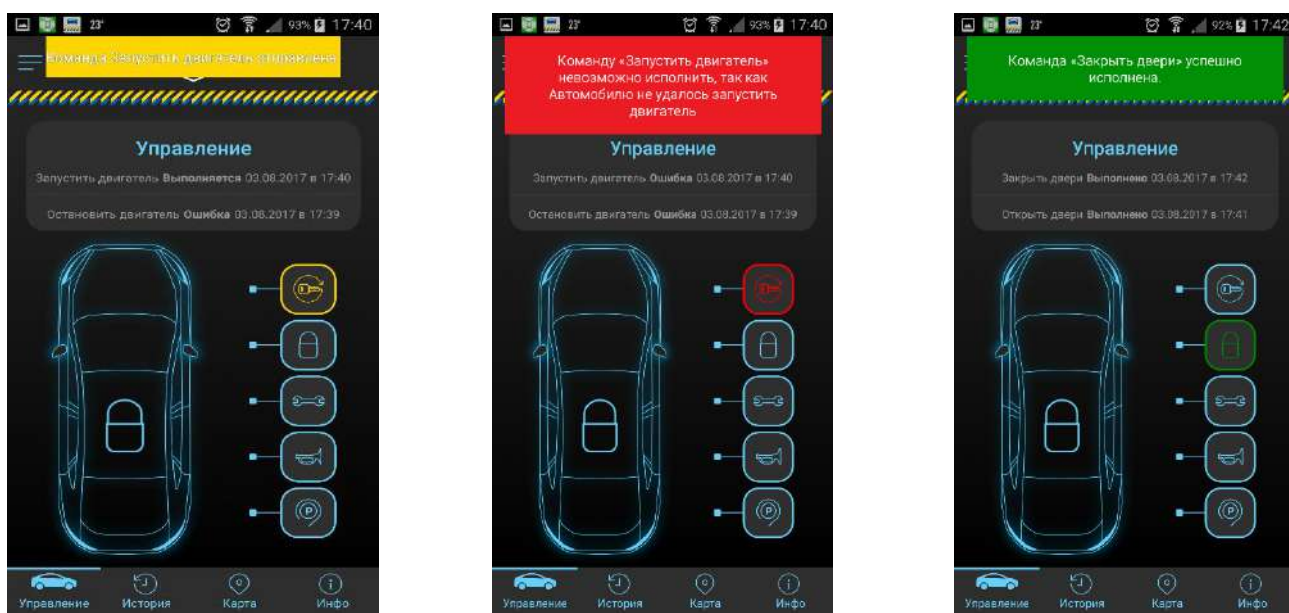 23°
93% 17:40
Команда Запустить двигатель отправлена
Управление
Запустить двигатель Выполняется 03.08.2017 в 17:40
Остановить двигатель Ошибка 03.08.2017 в 17:39
P
Управление
История
Карта
Инфо
23°
93% 17:40
Команду «Запустить двигатель»
невозможно исполнить, так как
Автомобилю не удалось запустить
двигатель
Управление
Запустить двигатель Ошибка 03.08.2017 в 17:40
Остановить двигатель Ошибка 03.08.2017 в 17:39
P
Управление
История
Карта
Инфо
23°
92% 17:42
Команда «Закрыть двери» успешно
исполнена.
Управление
Закрыть двери Выполнено 03.08.2017 в 17:42
Открыть двери Выполнено 03.08.2017 в 17:41
P
Управление
История
Карта
Инфо